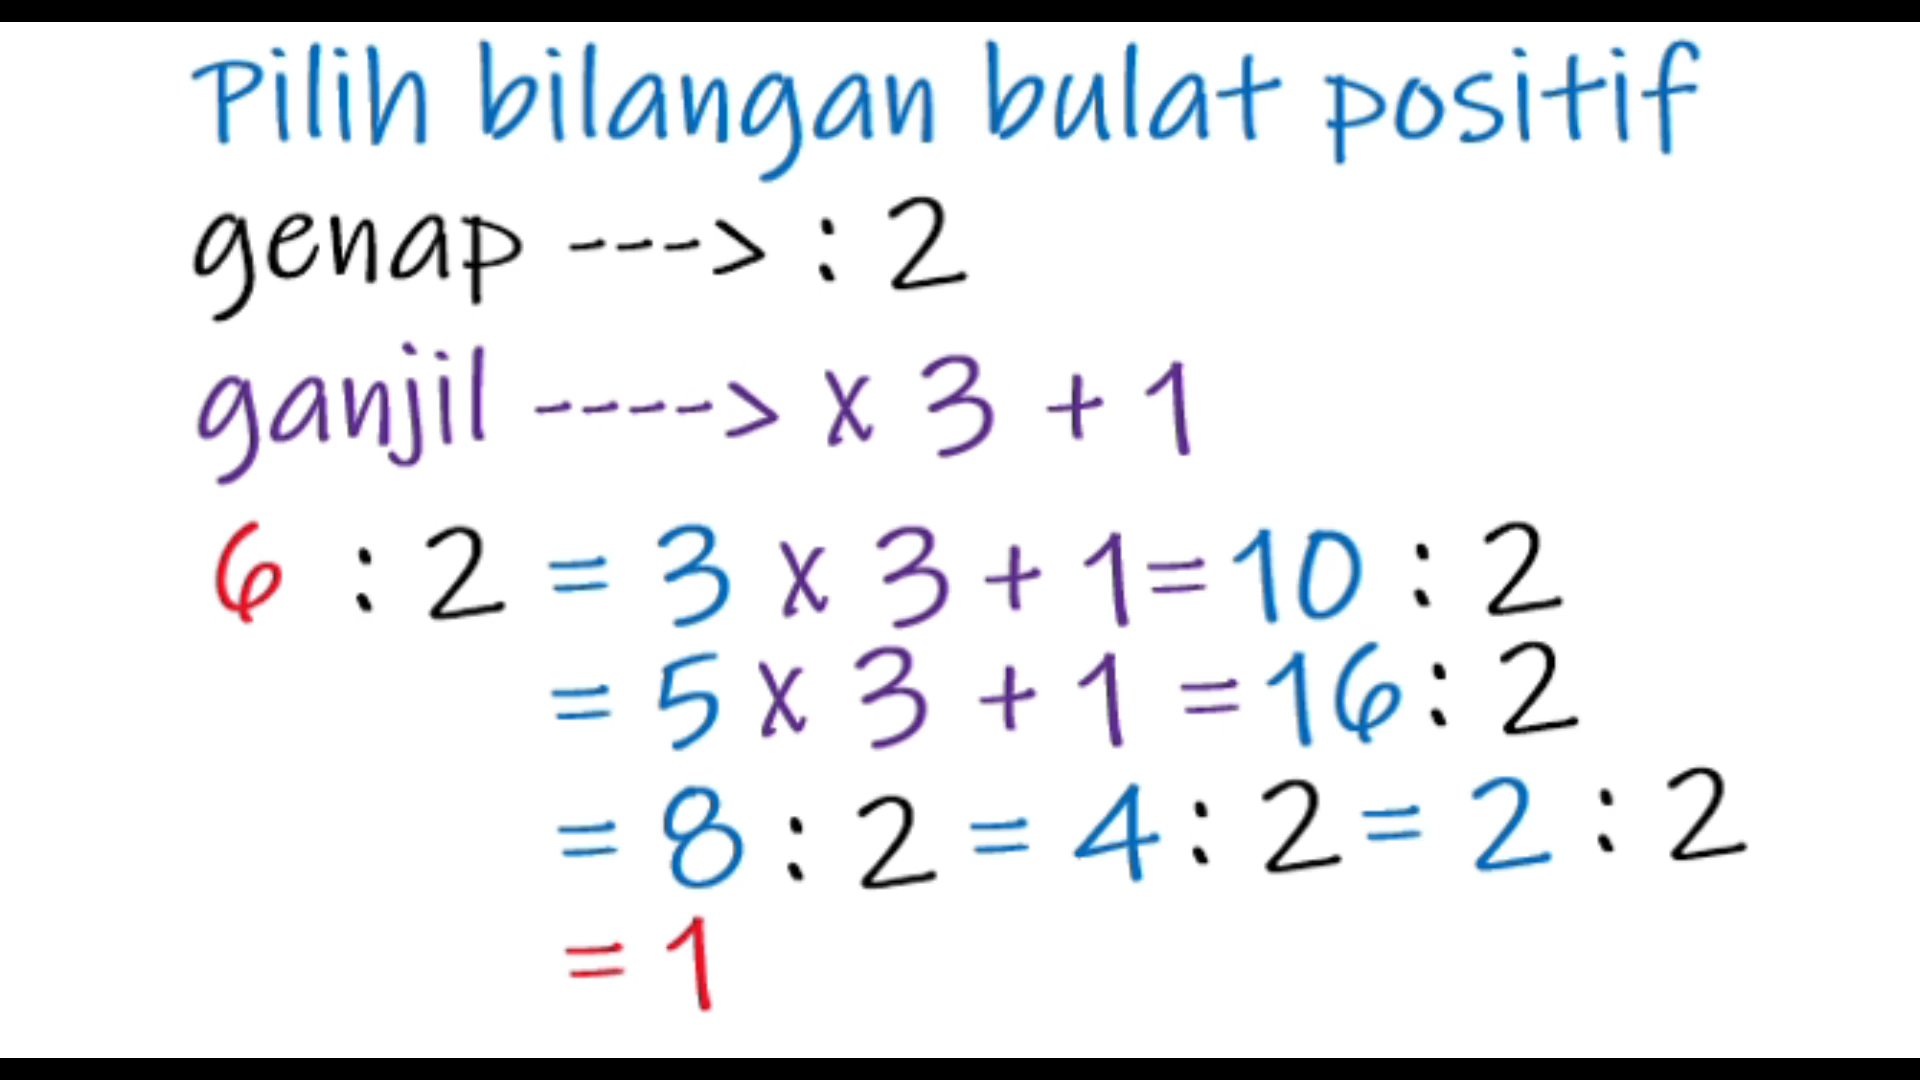 Pilih bilangan bulat positif
genap ---> : 2
ganjil ----> x 3 + 1
6 : 2 = 3 x 3 + 1 = 10 : 2
= 5 x 3 + 1 = 16 : 2
= 8 : 2 = 4 : 2 = 2 : 2
= 1